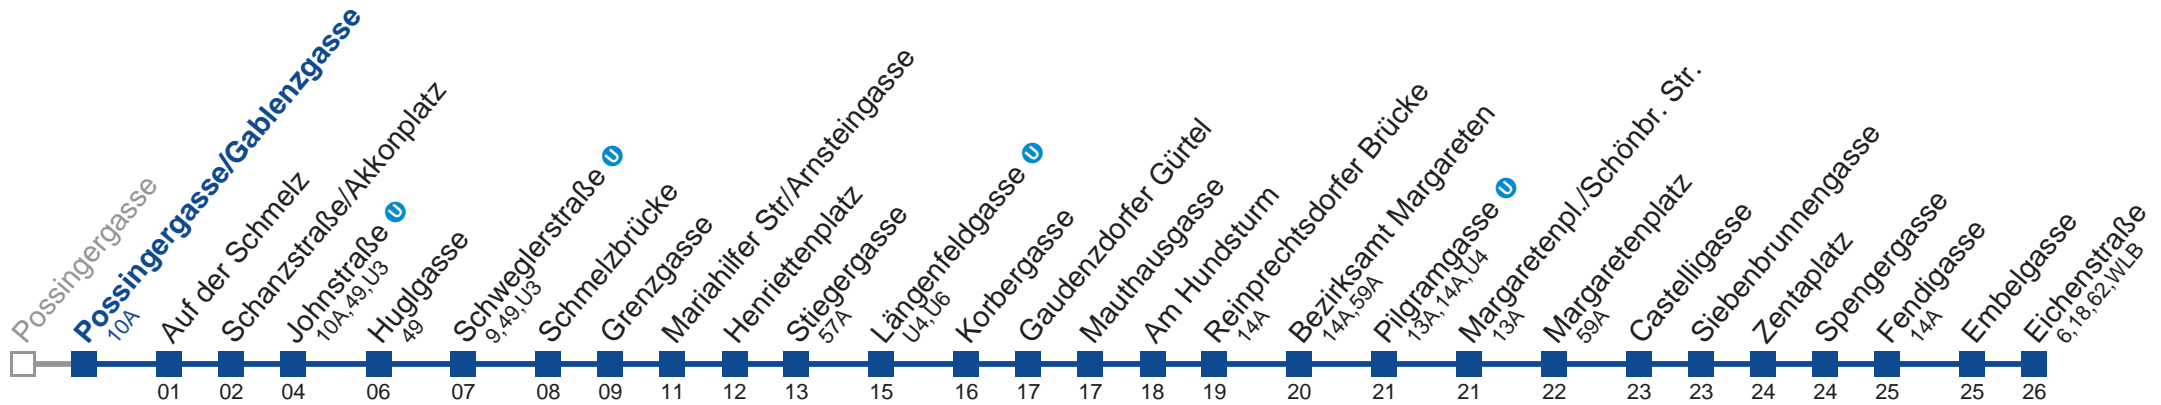 Possingergasse
Possingergasse/Gablenzgasse
10A
Auf der Schmelz
Schanzstraße/Akkonplatz
Johnstraße U
10A, 49, U3
Huglgasse
49
Schweglerstraße U
9, 49, U3
Schmelzbrücke
Grenzgasse
Mariahilfer Str/Arnsteingasse
Henriettenplatz
Stiegergasse
57A
Längenfeldgasse U
U4, U6
Korbergasse
Gaudenzdorfer Gürtel
Mauthausgasse
Am Hundsturm
Reinprechtsdorfer Brücke
14A
Bezirksamt Margareten
14A,59A
Pilgramgasse U
13A, 14A,U4
Margaretenpl./Schönbr. Str.
13A
Margaretenplatz
59A
Castelligasse
Siebenbrunnengasse
Zentaplatz
Spengergasse
Fendigasse
14A
Embelgasse
Eichenstraße
6,18,62,WLB
01 02 04 06 07 08 09 11 12 13 15 16 17 17 18 19 20 21 21 22 23 23 24 24 25 25 26